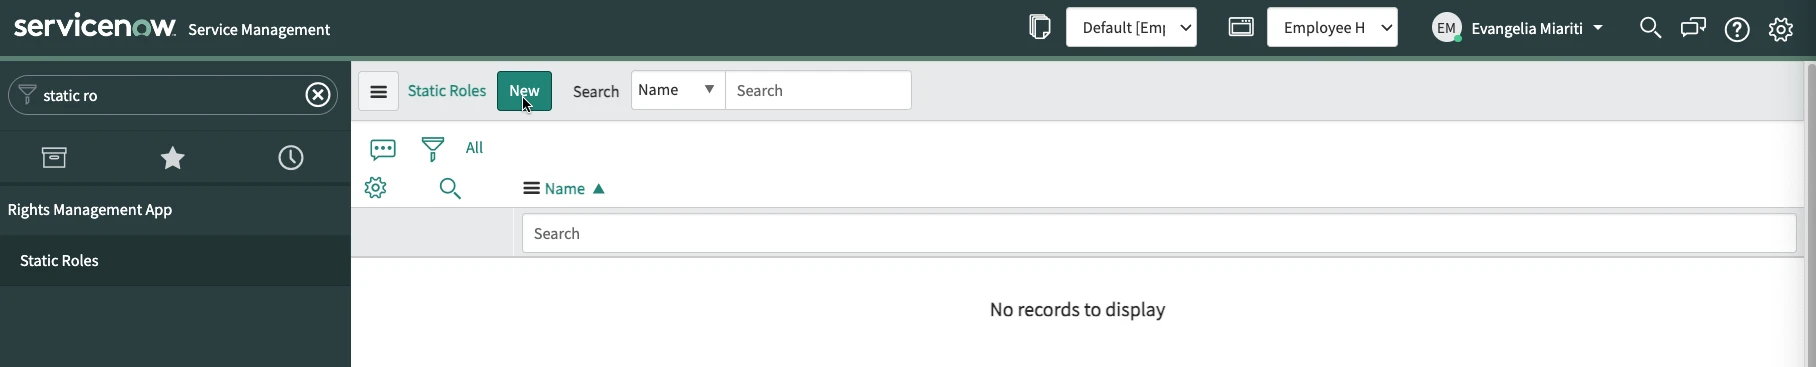 servicenow. Service Management
Default [Em
Employee H
EM Evangelia Miariti
static ro
Static Roles New Search Name Search
All
Name
Rights Management App
Search
Static Roles
No records to display